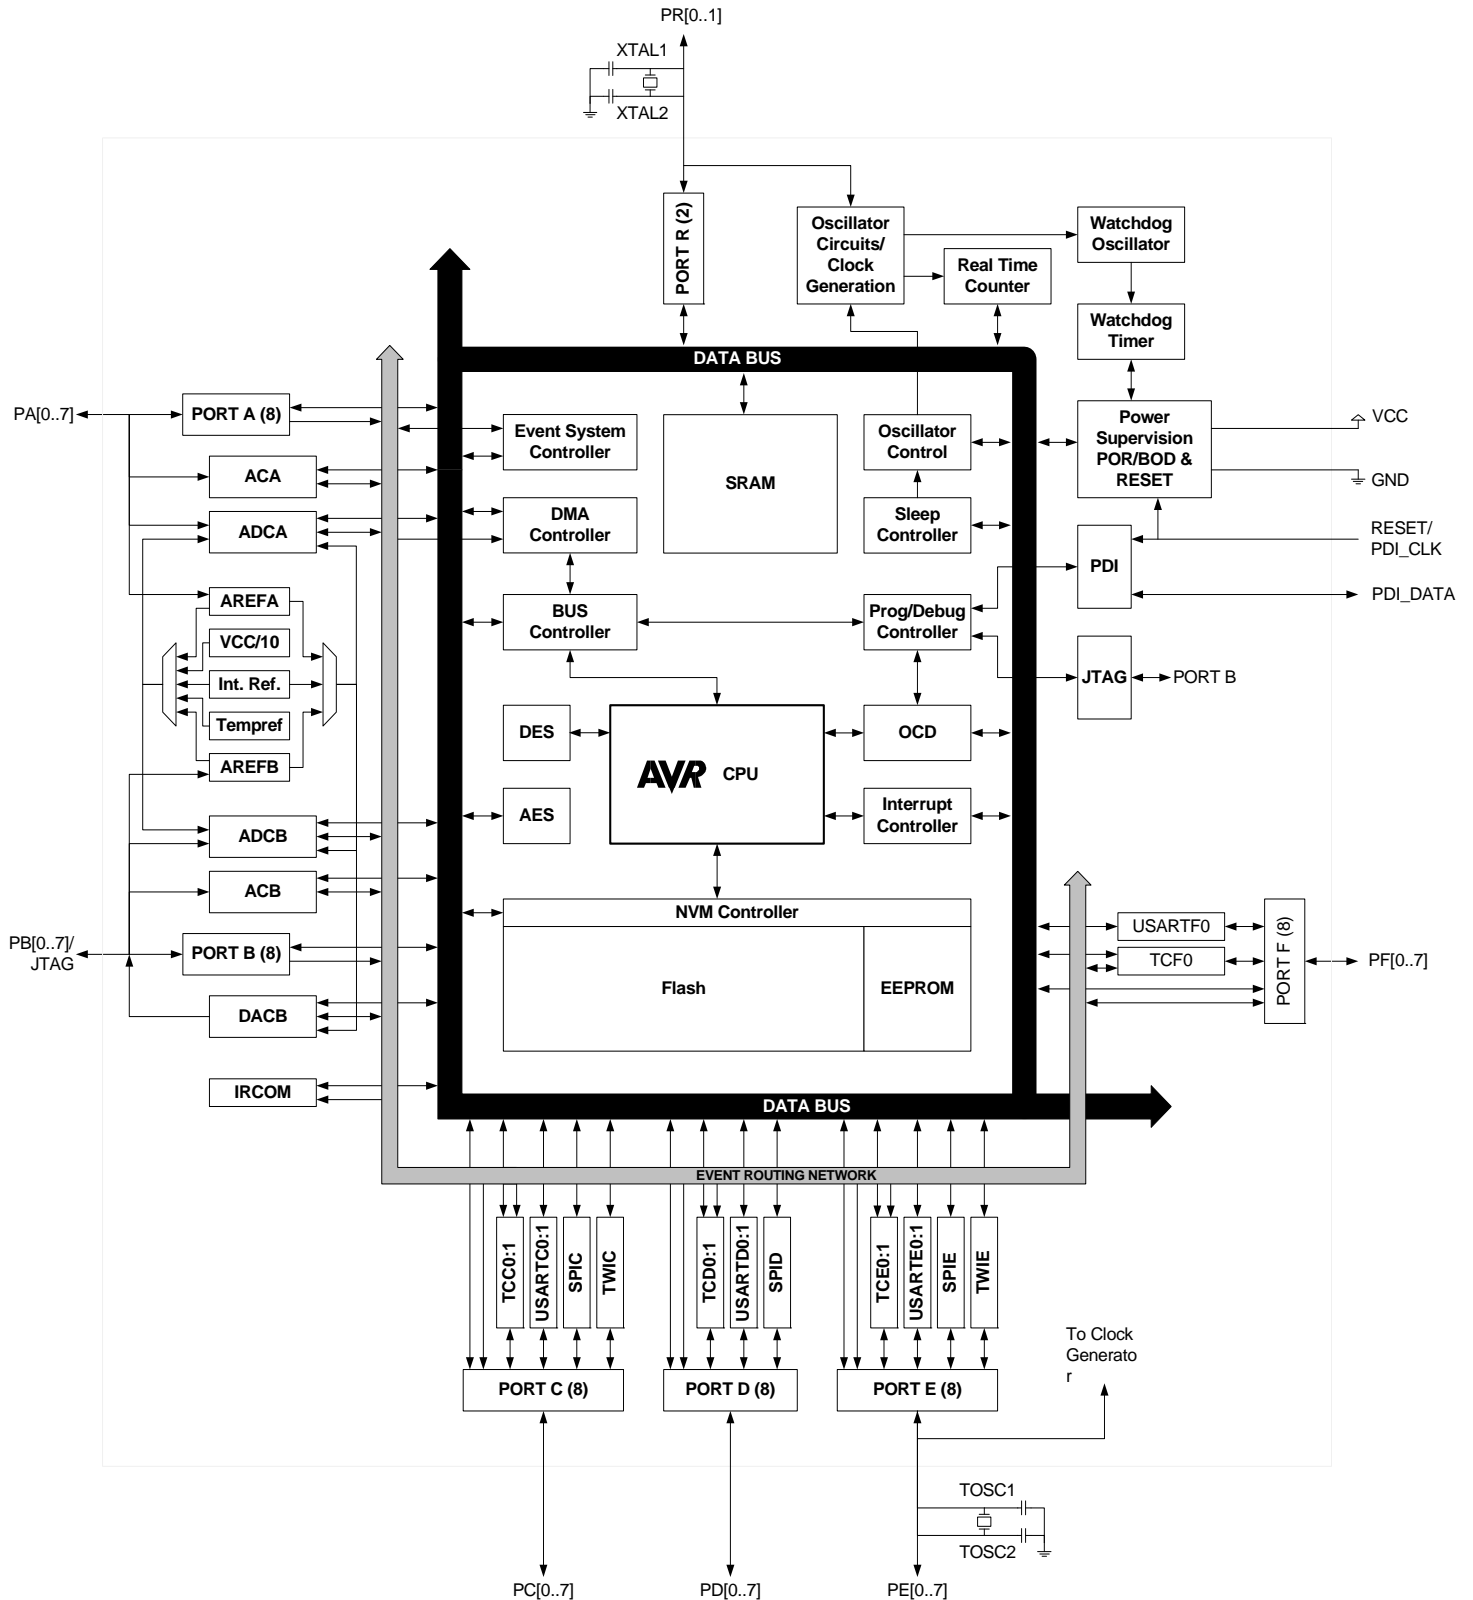 PR[0..1]
XTAL1
XTAL2
PORT R (2)
Oscillator
Circuits/
Clock
Generation
Watchdog
Oscillator
Real Time
Counter
Watchdog
Timer
DATA BUS
PA[0..7]
PORT A (8)
Event System
Controller
SRAM
Oscillator
Control
Power
Supervision
POR/BOD &
RESET
VCC
GND
ACA
ADCA
DMA
Controller
Sleep
Controller
PDI
RESET/
PDI_CLK
PDI_DATA
AREFA
VCC/10
Int. Ref.
Tempref
AREFB
BUS
Controller
Prog/Debug
Controller
JTAG
PORT B
DES
AVR CPU
OCD
AES
Interrupt
Controller
ADCB
ACB
NVM Controller
Flash
EEPROM
USARTF0
TCF0
PORT F (8)
PF[0..7]
PB[0..7]/
JTAG
PORT B (8)
DACB
IRCOM
DATA BUS
EVENT ROUTING NETWORK
TCC0:1
USARTC0:1
SPIC
TWIC
TCD0:1
USARTD0:1
SPID
TCE0:1
USARTE0:1
SPIE
TWIE
PORT C (8)
PORT D (8)
PORT E (8)
To Clock
Generato
r
TOSC1
TOSC2
PC[0..7]
PD[0..7]
PE[0..7]